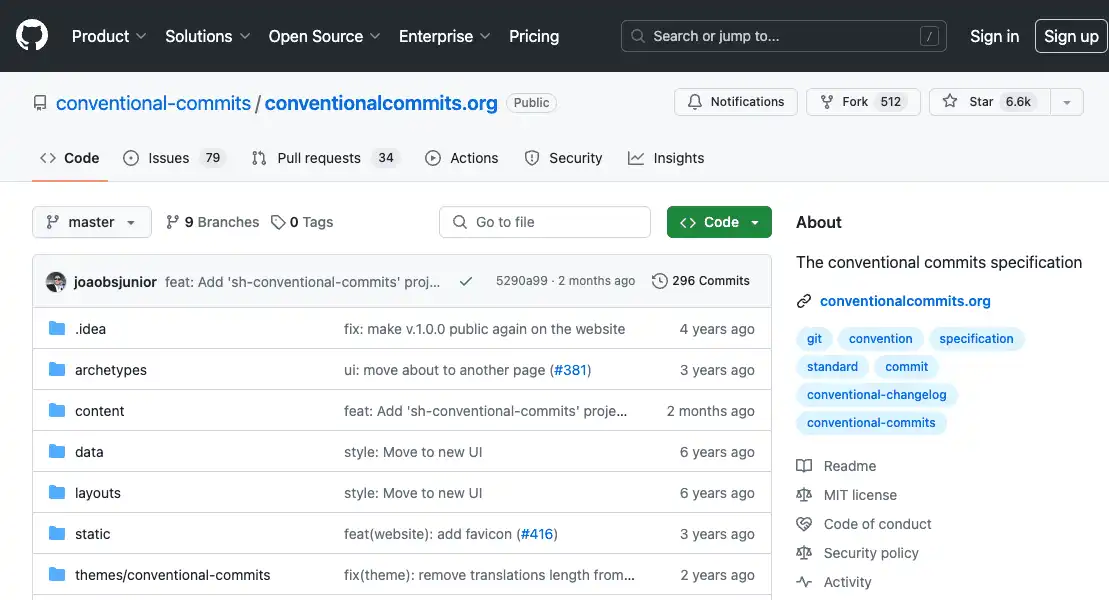 Product Solutions Open Source Enterprise Pricing Search or jump to... / Sign in Sign up
conventional-commits / conventionalcommits.org Public Notifications Fork 512 Star 6.6k
Code Issues 79 Pull requests 34 Actions Security Insights
master 9 Branches 0 Tags Go to file Code
joaobsjunior feat: Add 'sh-conventional-commits' proj... 5290a99 · 2 months ago 296 Commits
.idea fix: make v.1.0.0 public again on the website 4 years ago
archetypes ui: move about to another page (#381) 3 years ago
content feat: Add 'sh-conventional-commits' proje... 2 months ago
data style: Move to new UI 6 years ago
layouts style: Move to new UI 6 years ago
static feat(website): add favicon (#416) 3 years ago
themes/conventional-commits fix(theme): remove translations length from... 2 years ago
About
The conventional commits specification
conventionalcommits.org
git convention specification
standard commit
conventional-changelog
conventional-commits
Readme
MIT license
Code of conduct
Security policy
Activity